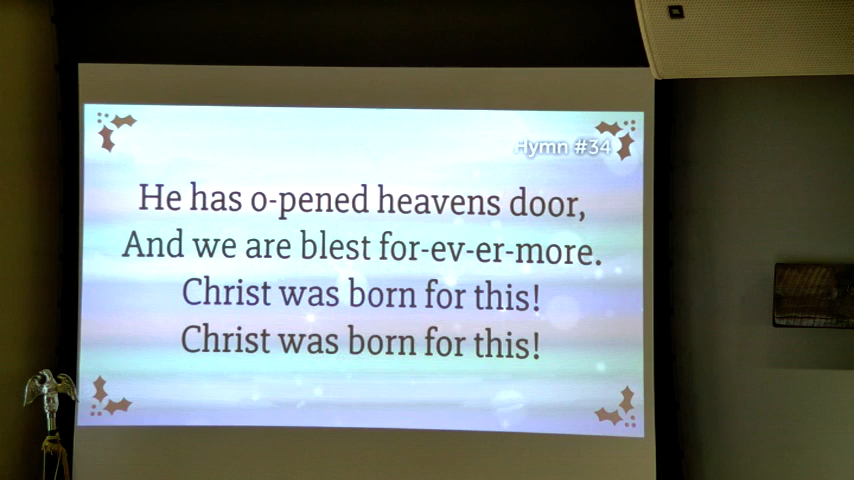 Hymn #34
He has o-pened heavens door,
And we are blest for-ev-er-more.
Christ was born for this!
Christ was born for this!